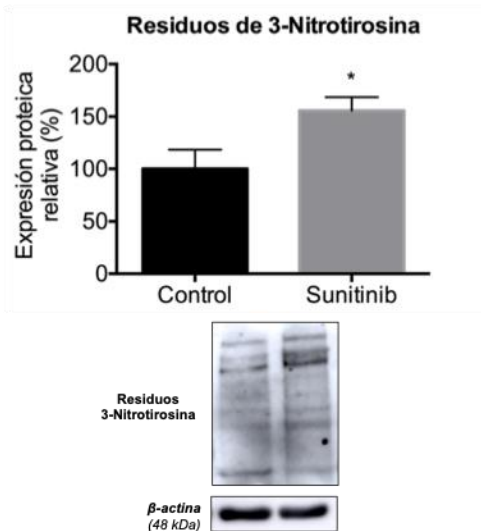 Residuos de 3-Nitrotirosina
Expresión proteica
relativa (%)
200
150
100
50
0
*
Control
Sunitinib
Residuos
3-Nitrotirosina
β-actina
(48 kDa)